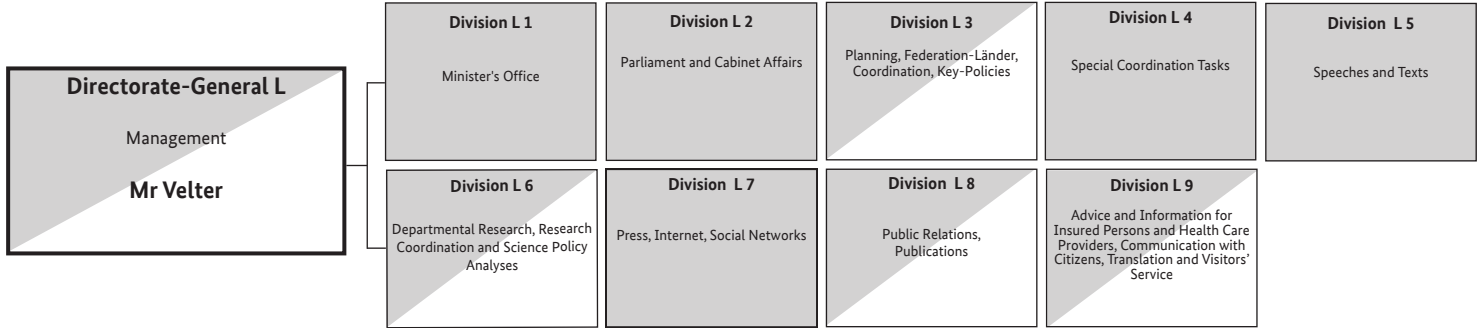 Directorate-General L
Management
Mr Velter
Division L 1
Minister's Office
Division L 2
Parliament and Cabinet Affairs
Division L 3
Planning, Federation-Länder,
Coordination, Key-Policies
Division L 4
Special Coordination Tasks
Division L 5
Speeches and Texts
Division L 6
Departmental Research, Research
Coordination and Science Policy
Analyses
Division L 7
Press, Internet, Social Networks
Division L 8
Public Relations,
Publications
Division L 9
Advice and Information for
Insured Persons and Health Care
Providers, Communication with
Citizens, Translation and Visitors’
Service